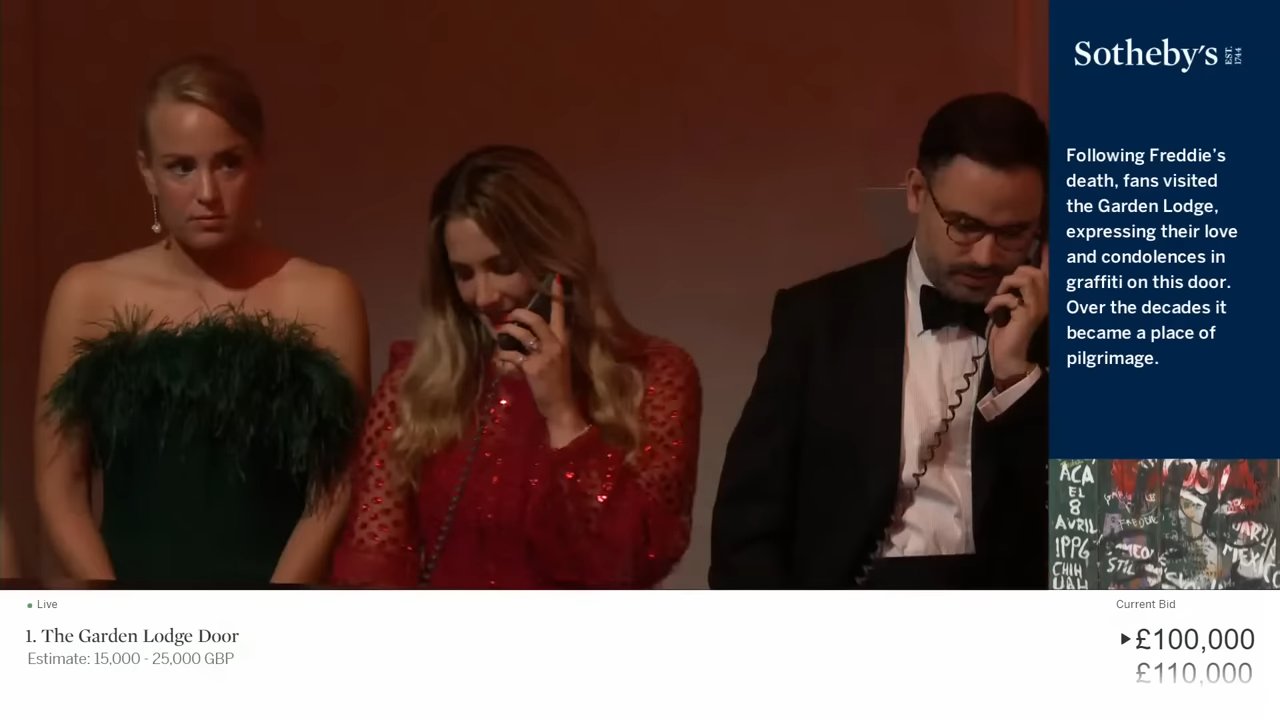 Sotheby's EST. 1744
Following Freddie's
death, fans visited
the Garden Lodge,
expressing their love
and condolences in
graffiti on this door.
Over the decades it
became a place of
pilgrimage.
ACA
EL
8
AVRIL
CHIH
UAH
FREDDIE
STIL
Live
1. The Garden Lodge Door
Estimate: 15,000 - 25,000 GBP
Current Bid
£100,000
£110,000